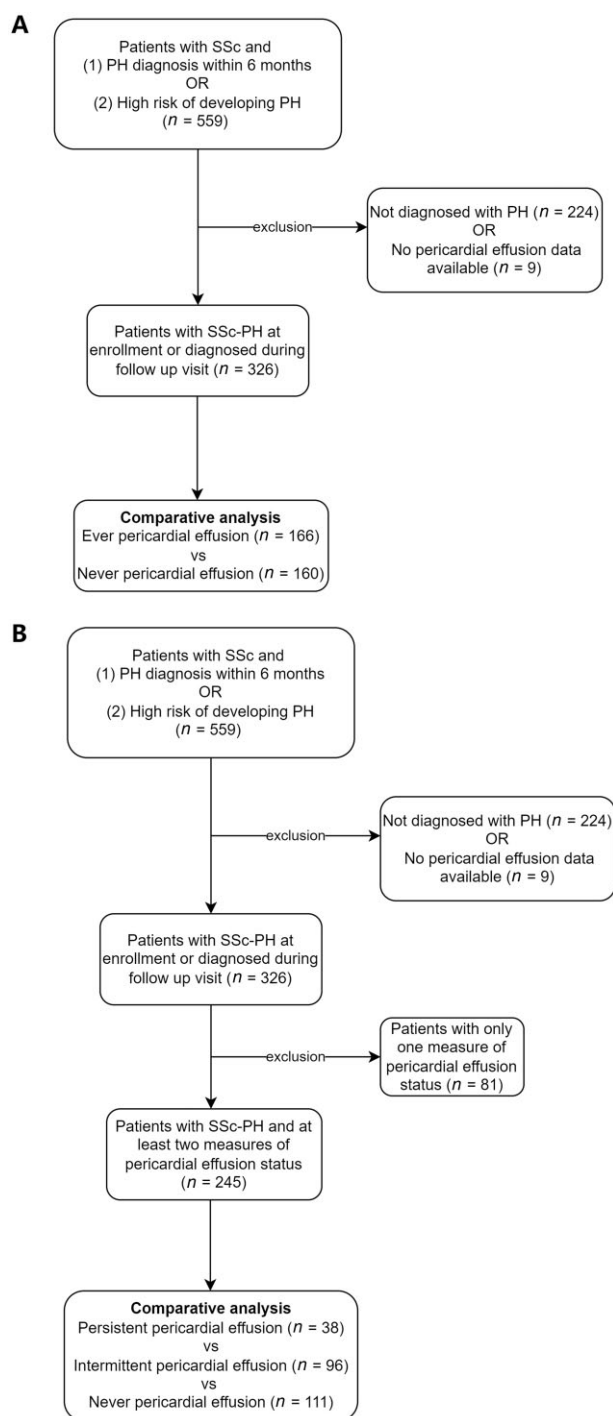 A
Patients with SSc and
(1) PH diagnosis within 6 months
OR
(2) High risk of developing PH
(n = 559)
exclusion
Not diagnosed with PH (n = 224)
OR
No pericardial effusion data
available (n = 9)
Patients with SSc-PH at
enrollment or diagnosed during
follow up visit (n = 326)
Comparative analysis
Ever pericardial effusion (n = 166)
vs
Never pericardial effusion (n = 160)
B
Patients with SSc and
(1) PH diagnosis within 6 months
OR
(2) High risk of developing PH
(n = 559)
exclusion
Not diagnosed with PH (n = 224)
OR
No pericardial effusion data
available (n = 9)
Patients with SSc-PH at
enrollment or diagnosed during
follow up visit (n = 326)
exclusion
Patients with only
one measure of
pericardial effusion
status (n = 81)
Patients with SSc-PH and at
least two measures of
pericardial effusion status
(n = 245)
Comparative analysis
Persistent pericardial effusion (n = 38)
vs
Intermittent pericardial effusion (n = 96)
vs
Never pericardial effusion (n = 111)